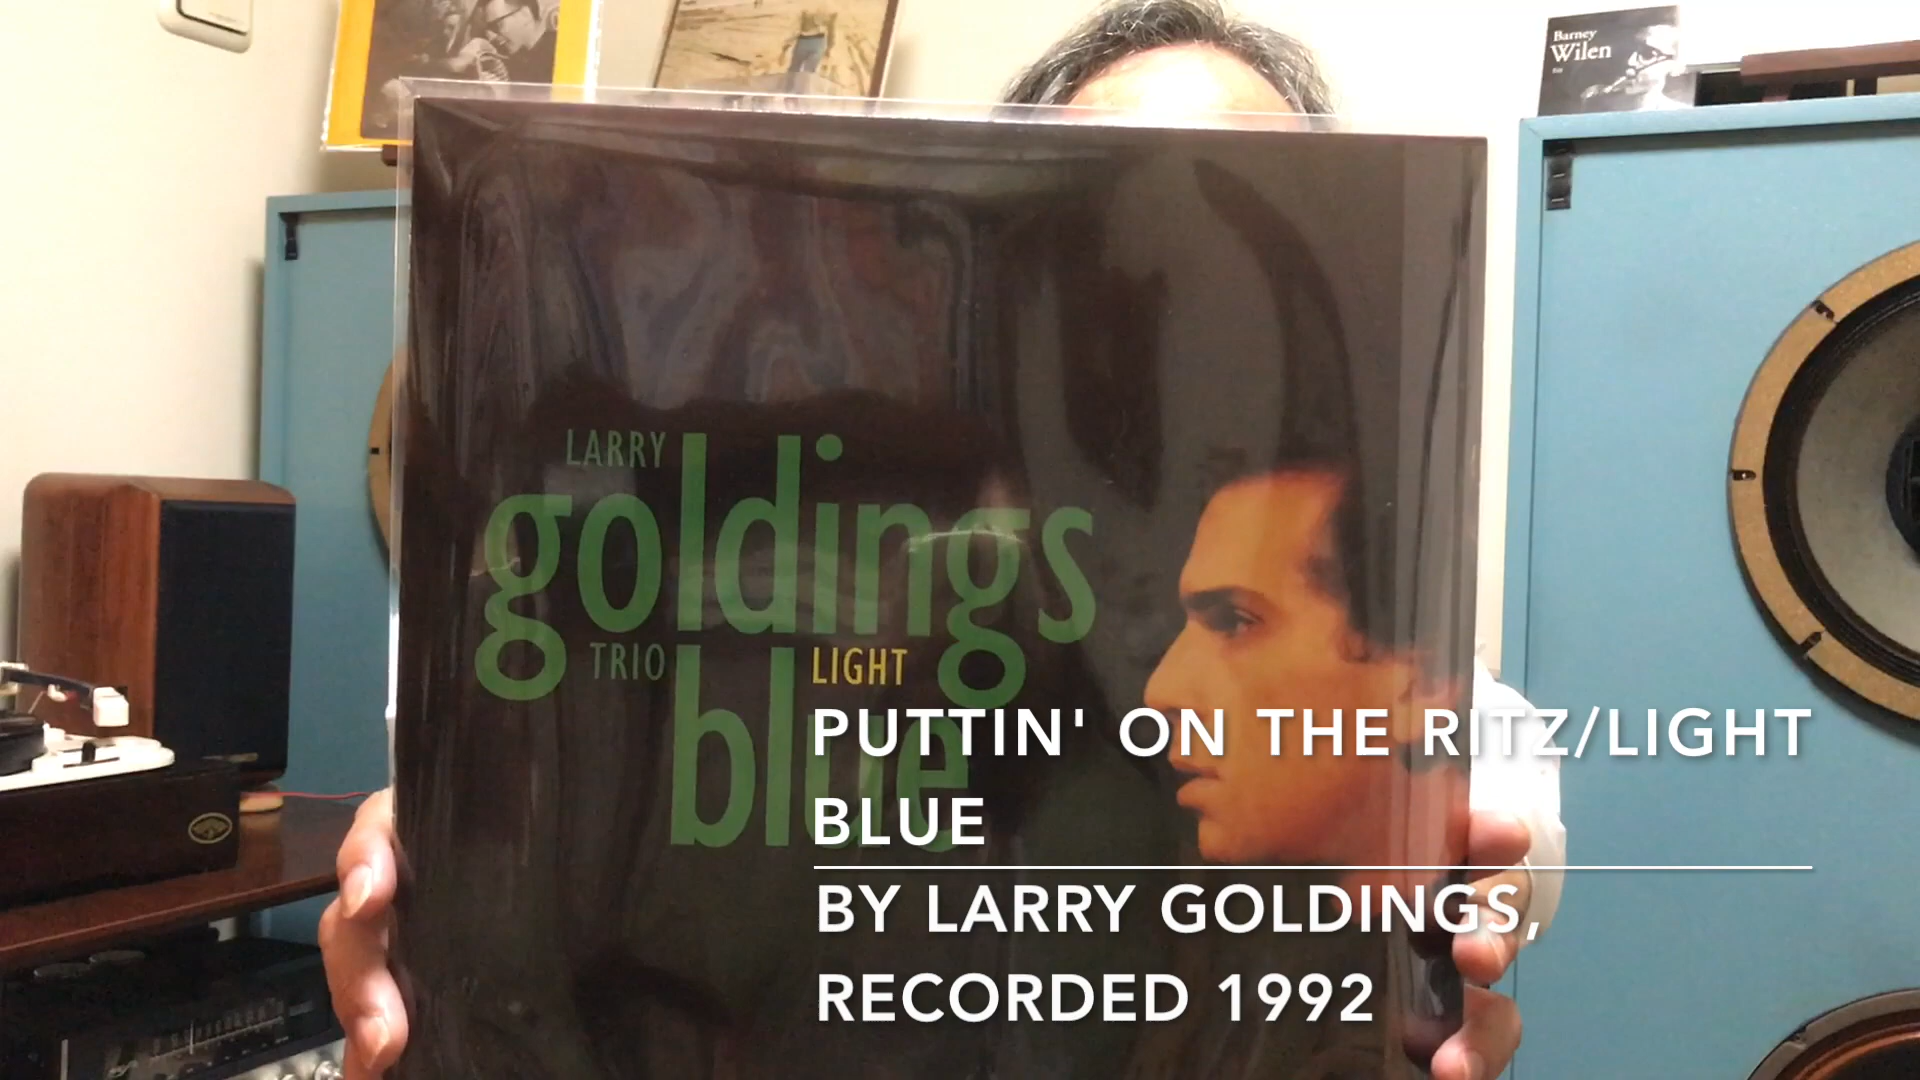 Barney
Wilen
LARRY
goldings
TRIO
LIGHT
blue
PUTTIN' ON THE RITZ/LIGHT
BLUE
BY LARRY GOLDINGS,
RECORDED 1992